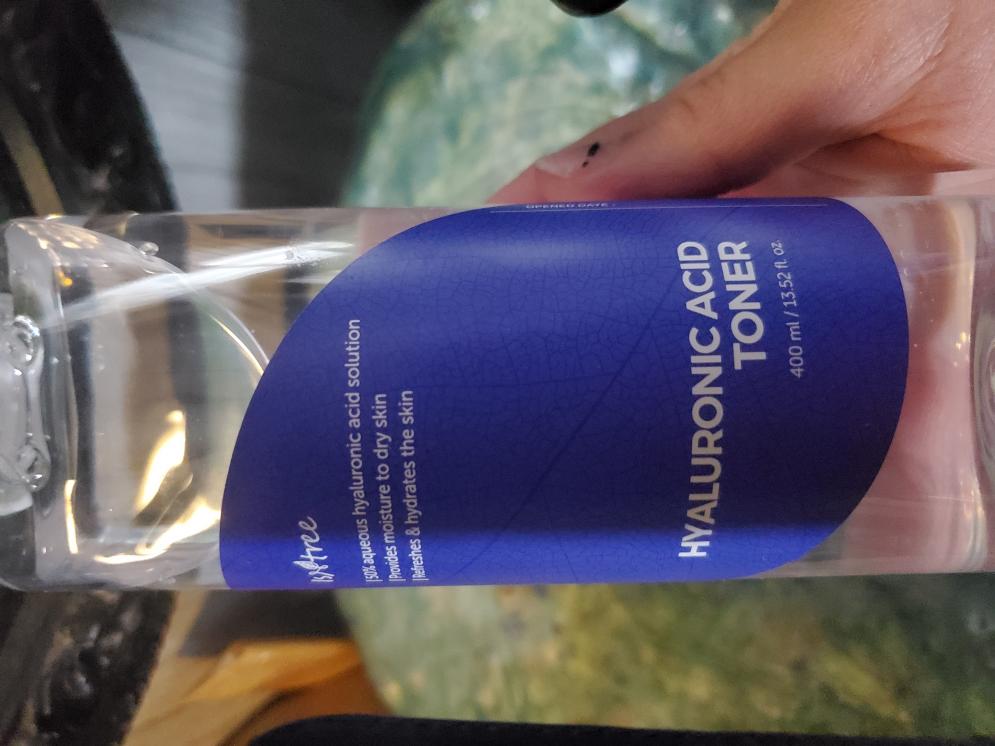 Isntree
50% aqueous hyaluronic acid solution
Provides moisture to dry skin
Refreshes & hydrates the skin
OPENED DATE :
HYALURONIC ACID
TONER
400 ml / 13.52 fl. oz.